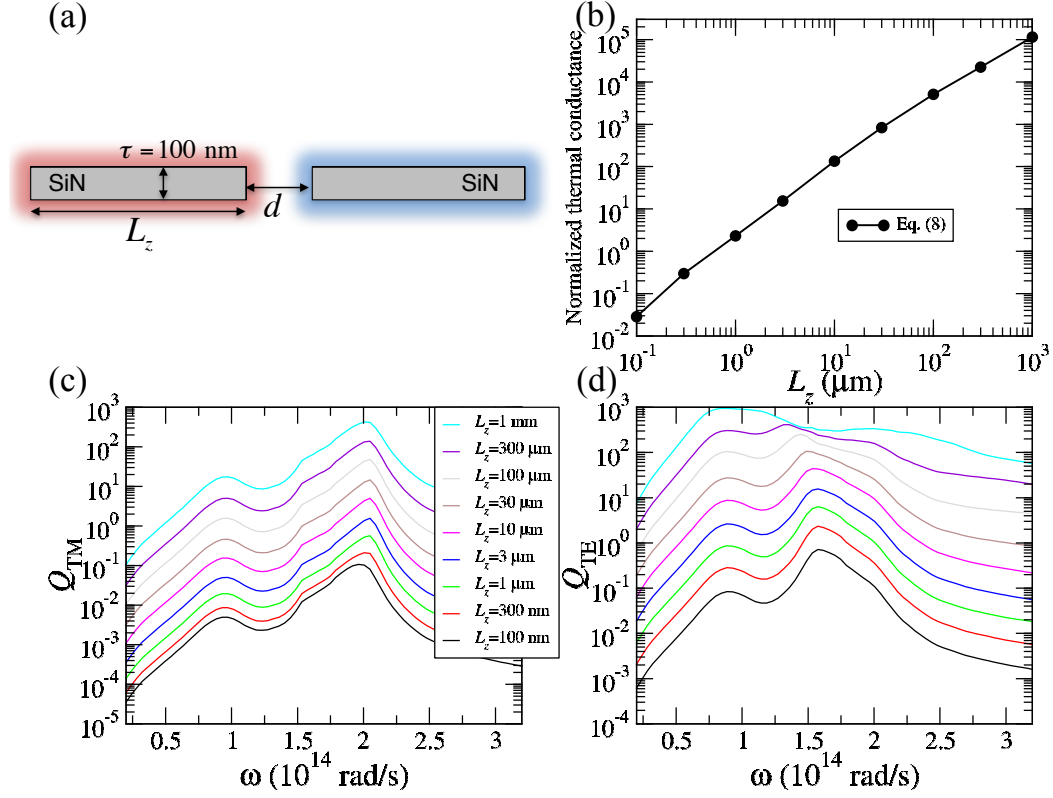 (a)
τ = 100 nm
SiN
SiN
d
L_z
(b)
Normalized thermal conductance
10^5
10^4
10^3
10^2
10^1
10^0
10^-1
10^-2
Eq. (8)
10^-1 10^0 10^1 10^2 10^3
L_z (μm)
(c)
Q_TM
10^3
10^2
10^1
10^0
10^-1
10^-2
10^-3
10^-4
10^-5
L_z=1 mm
L_z=300 μm
L_z=100 μm
L_z=30 μm
L_z=10 μm
L_z=3 μm
L_z=1 μm
L_z=300 nm
L_z=100 nm
0.5 1 1.5 2 2.5 3
ω (10^14 rad/s)
(d)
Q_TE
10^3
10^2
10^1
10^0
10^-1
10^-2
10^-3
10^-4
0.5 1 1.5 2 2.5 3
ω (10^14 rad/s)